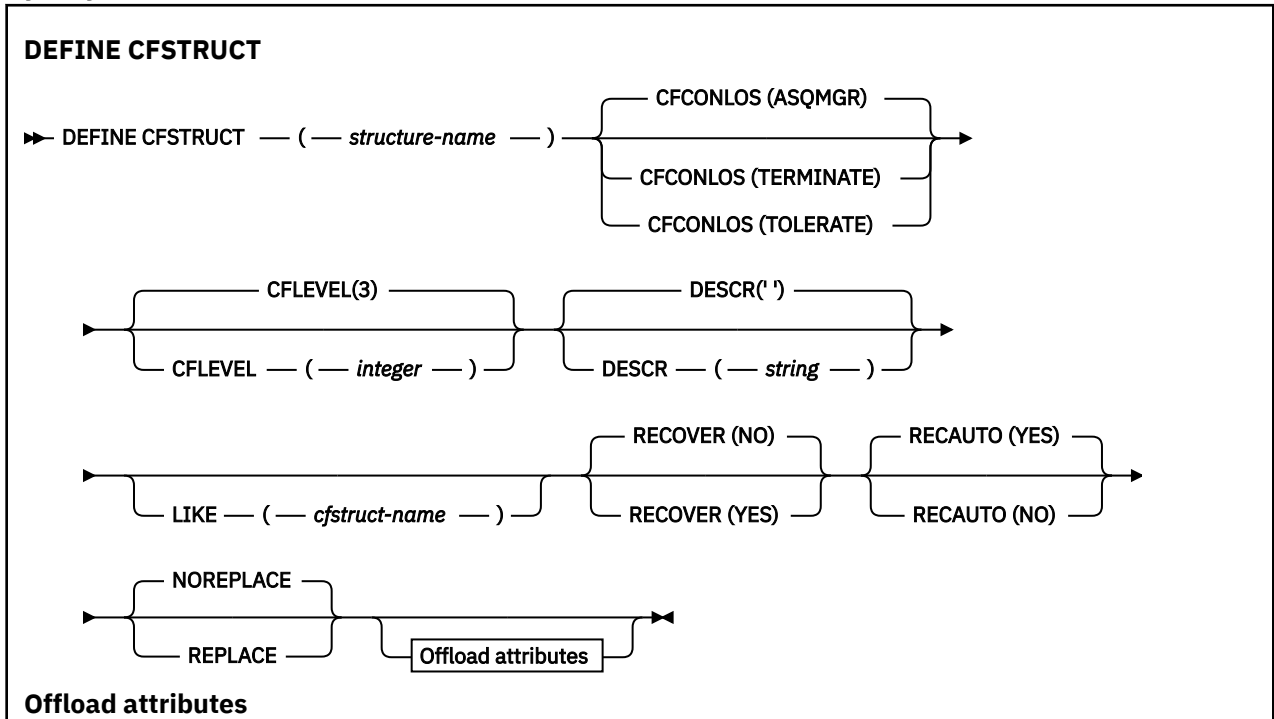 DEFINE CFSTRUCT
CFCONLOS (ASQMGR)
DEFINE CFSTRUCT ( structure-name )
CFCONLOS (TERMINATE)
CFCONLOS (TOLERATE)
CFLEVEL(3) DESCR(' ')
CFLEVEL ( integer ) DESCR ( string )
RECOVER (NO) RECAUTO (YES)
LIKE ( cfstruct-name ) RECOVER (YES) RECAUTO (NO)
NOREPLACE
REPLACE Offload attributes
Offload attributes